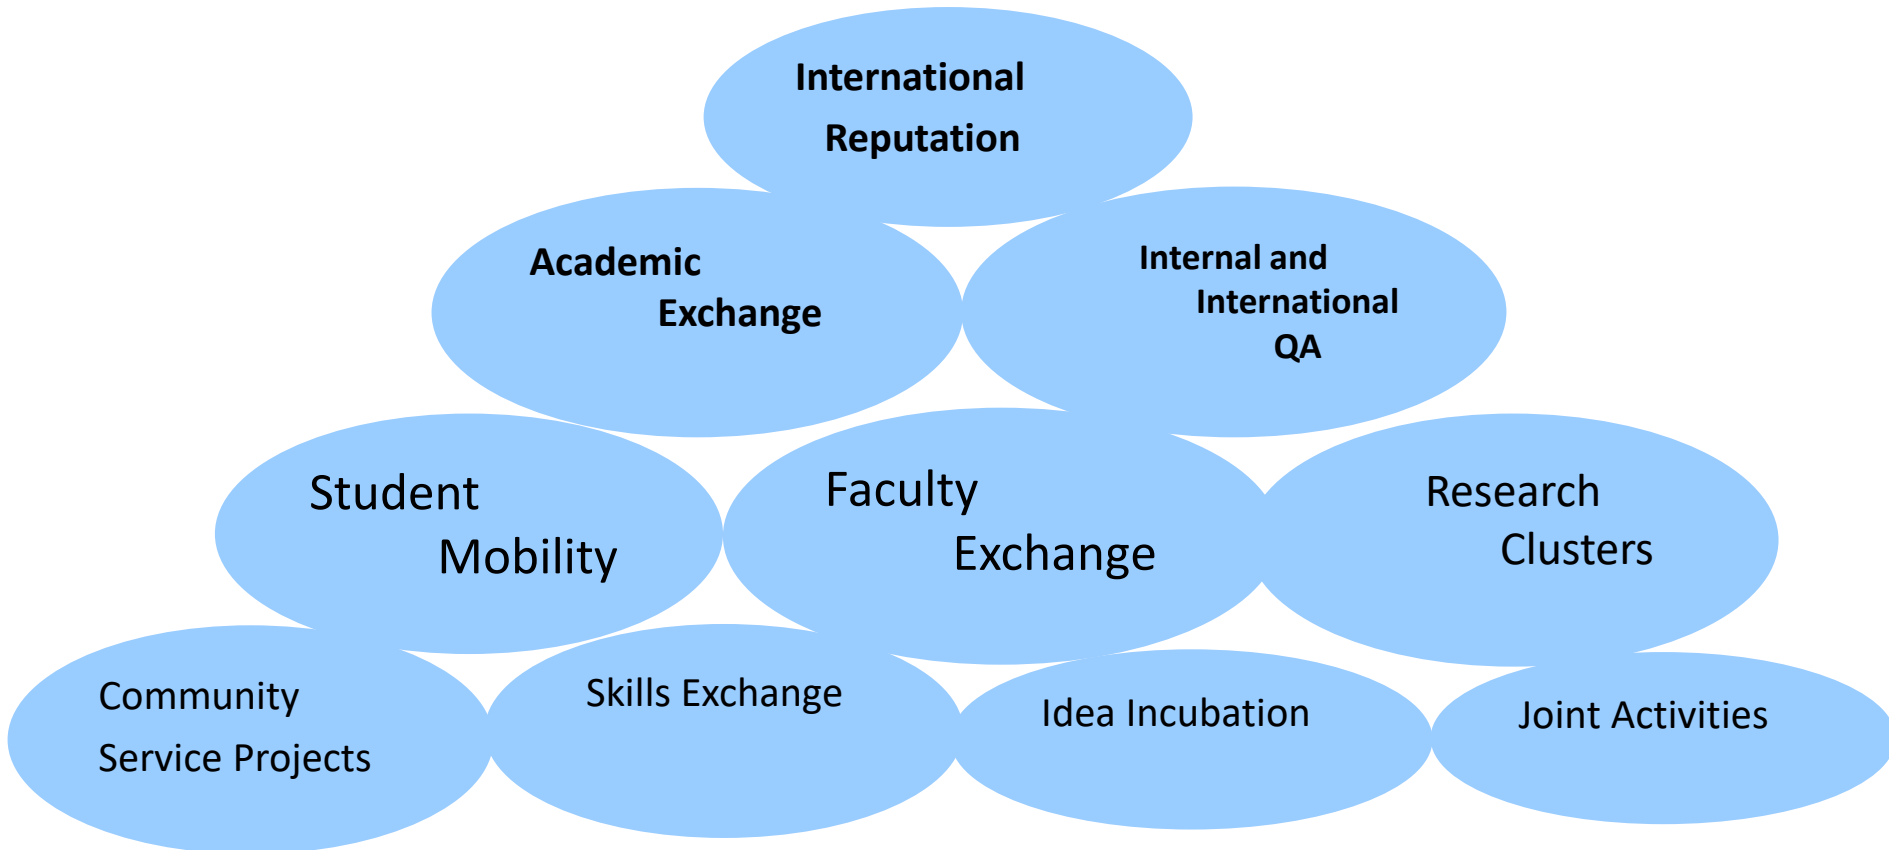 International
Reputation
Academic
Exchange
Internal and
International
QA
Student
Mobility
Faculty
Exchange
Research
Clusters
Community
Service Projects
Skills Exchange
Idea Incubation
Joint Activities